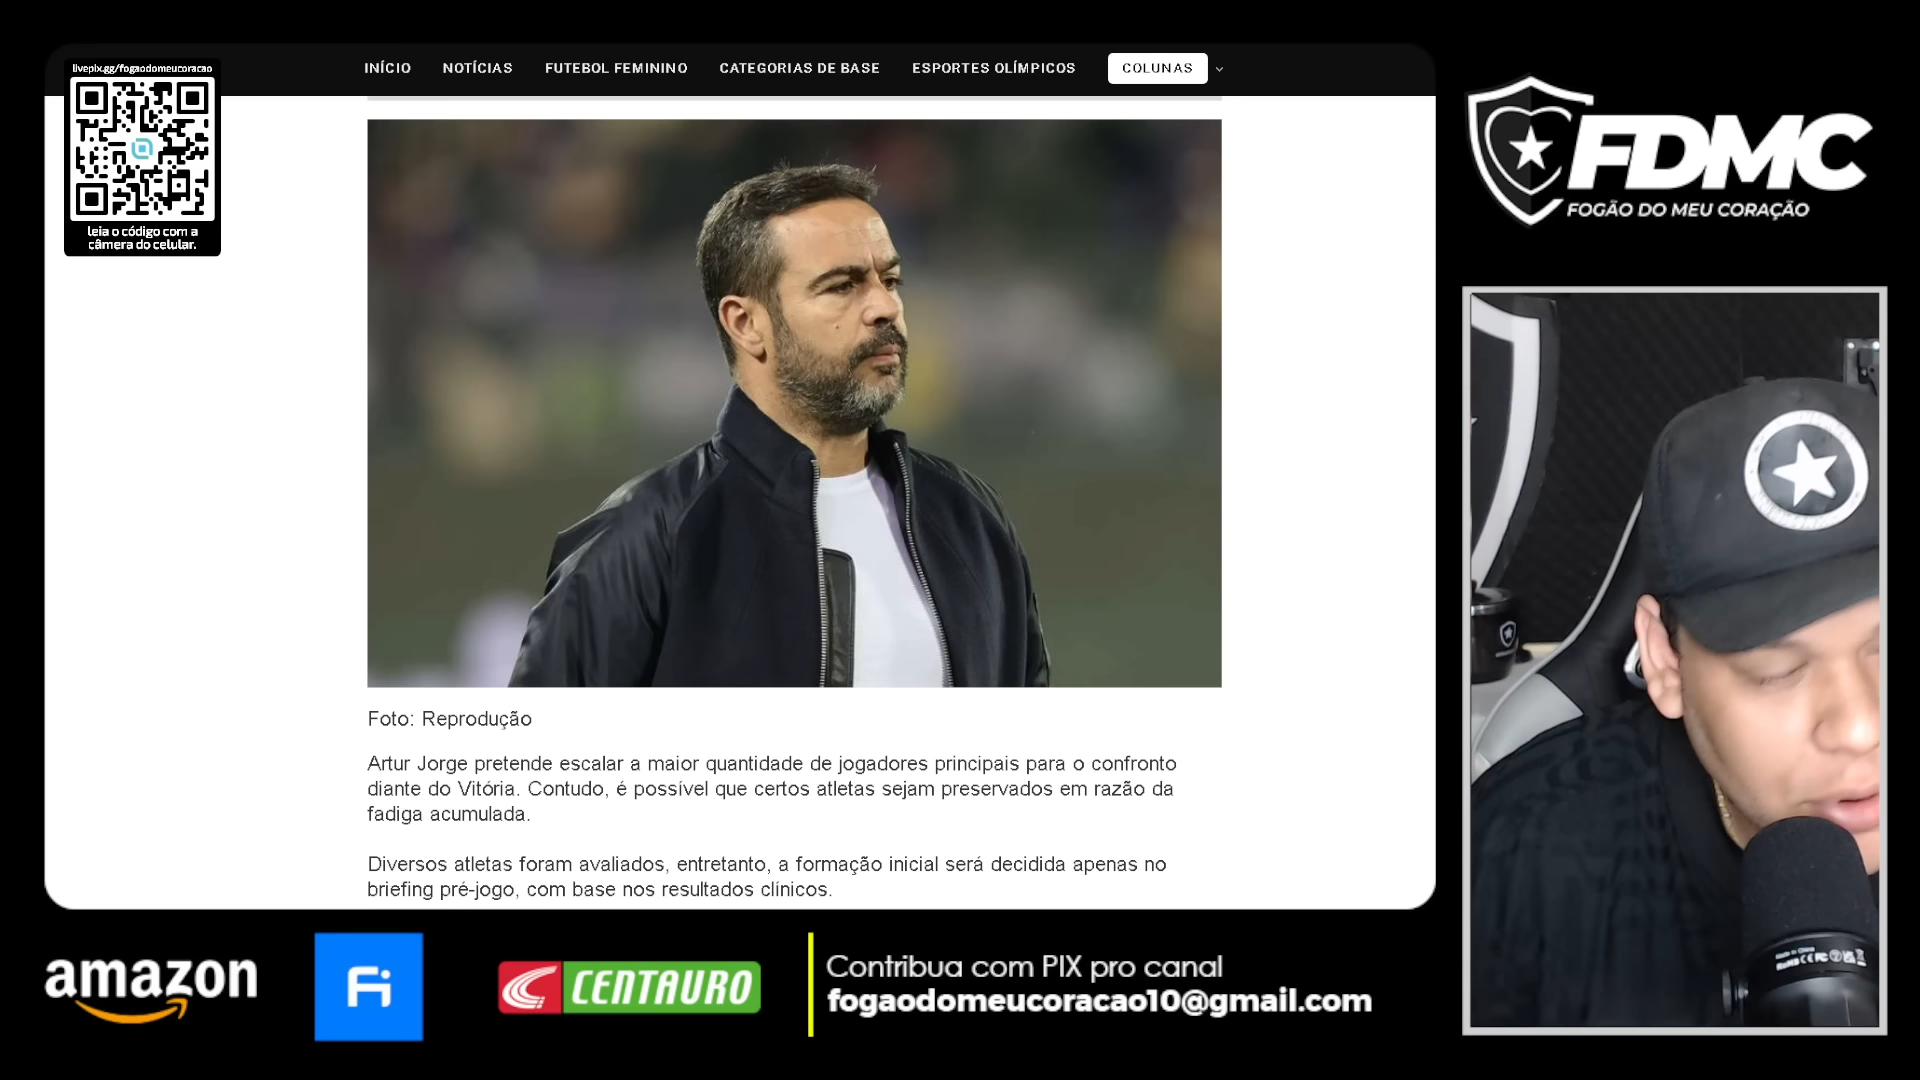 livepix.gg/fogaodomeucoracao
leia o código com a
câmera do celular.
INÍCIO NOTÍCIAS FUTEBOL FEMININO CATEGORIAS DE BASE ESPORTES OLÍMPICOS COLUNAS
FDMC
FOGÃO DO MEU CORAÇÃO
Foto: Reprodução
Artur Jorge pretende escalar a maior quantidade de jogadores principais para o confronto
diante do Vitória. Contudo, é possível que certos atletas sejam preservados em razão da
fadiga acumulada.
Diversos atletas foram avaliados, entretanto, a formação inicial será decidida apenas no
briefing pré-jogo, com base nos resultados clínicos.
amazon
Fi
CENTAURO
Contribua com PIX pro canal
fogaodomeucoracao10@gmail.com